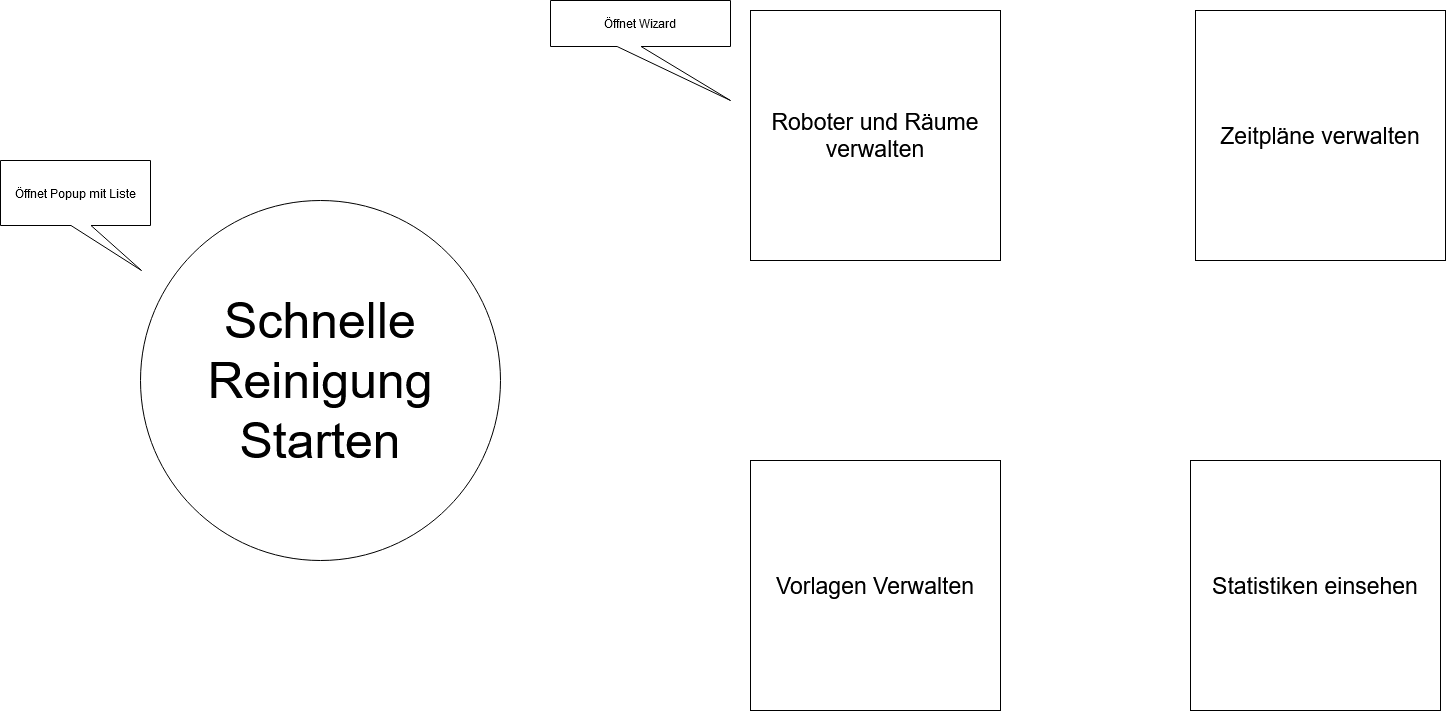 Öffnet Wizard
Roboter und Räume
verwalten
Zeitpläne verwalten
Öffnet Popup mit Liste
Schnelle
Reinigung
Starten
Vorlagen Verwalten
Statistiken einsehen